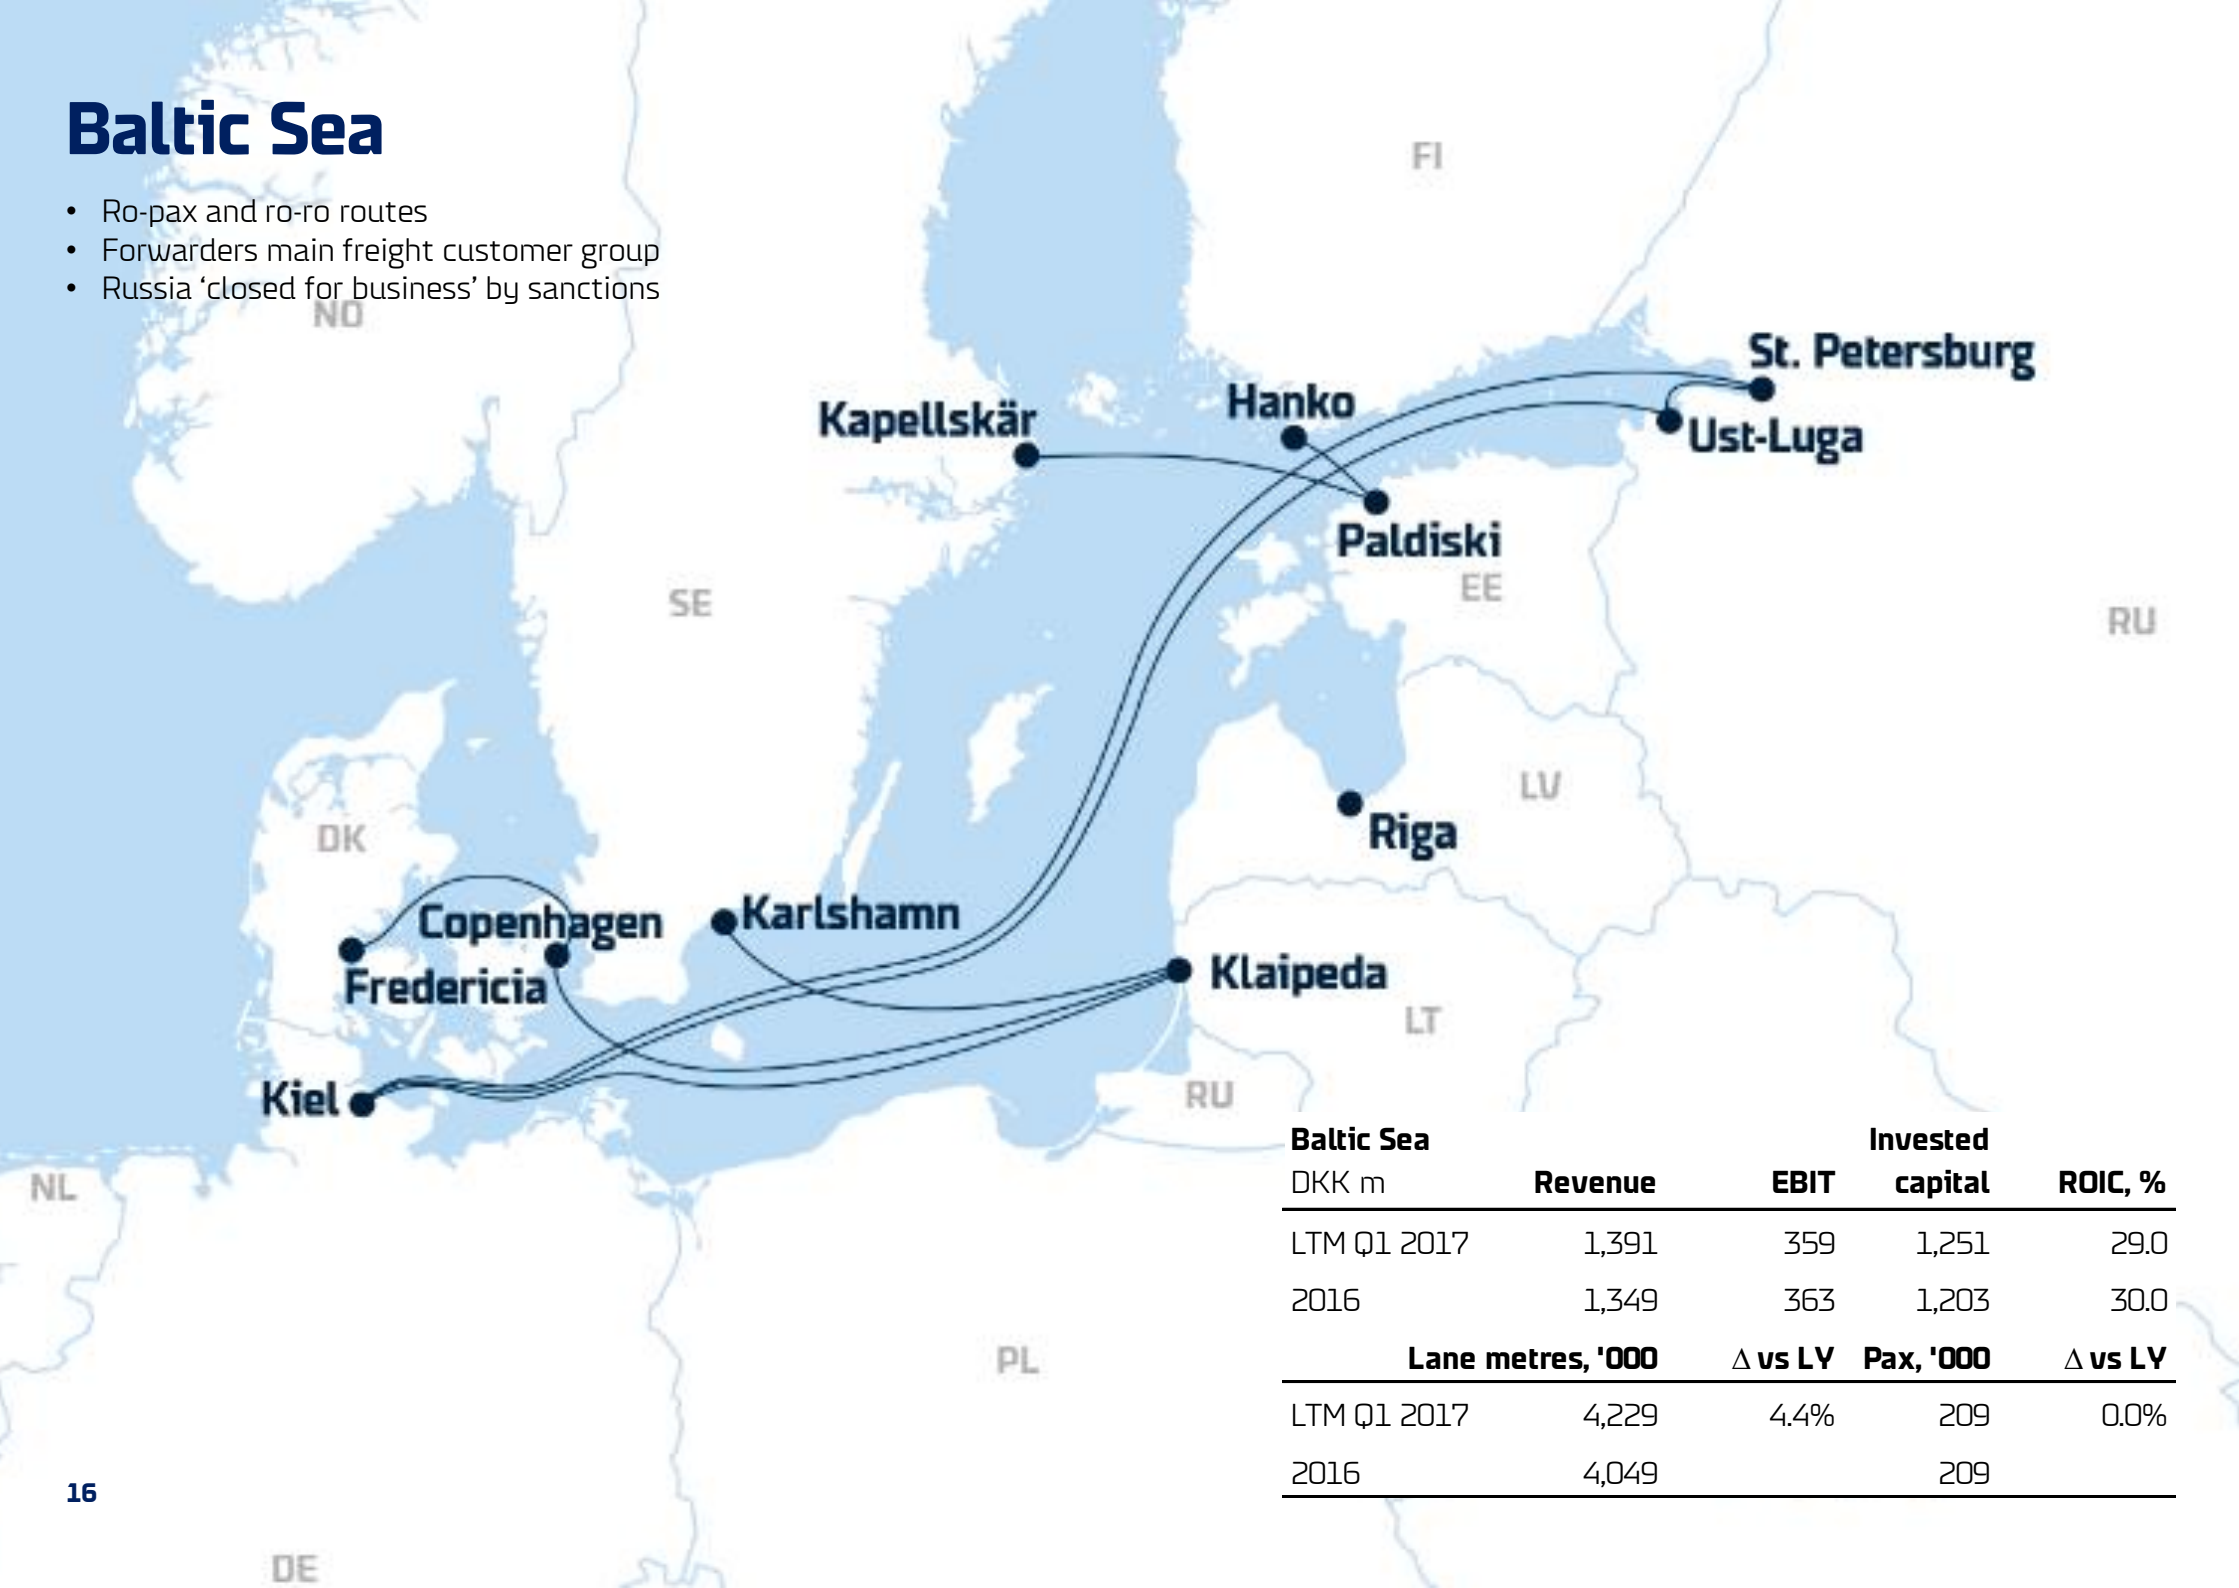 Baltic Sea
• Ro-pax and ro-ro routes
• Forwarders main freight customer group
• Russia ‘closed for business’ by sanctions
NO
FI
St. Petersburg
Hanko
Kapellskär
Ust-Luga
Paldiski
EE
SE
RU
LV
DK
Riga
Copenhagen
Karlshamn
Fredericia
Klaipeda
LT
Kiel
RU
NL
PL
DE
Baltic Sea Invested
DKK m Revenue EBIT capital ROIC, %
LTM Q1 2017 1,391 359 1,251 29.0
2016 1,349 363 1,203 30.0
Lane metres, '000 Δ vs LY Pax, '000 Δ vs LY
LTM Q1 2017 4,229 4.4% 209 0.0%
2016 4,049 209
16